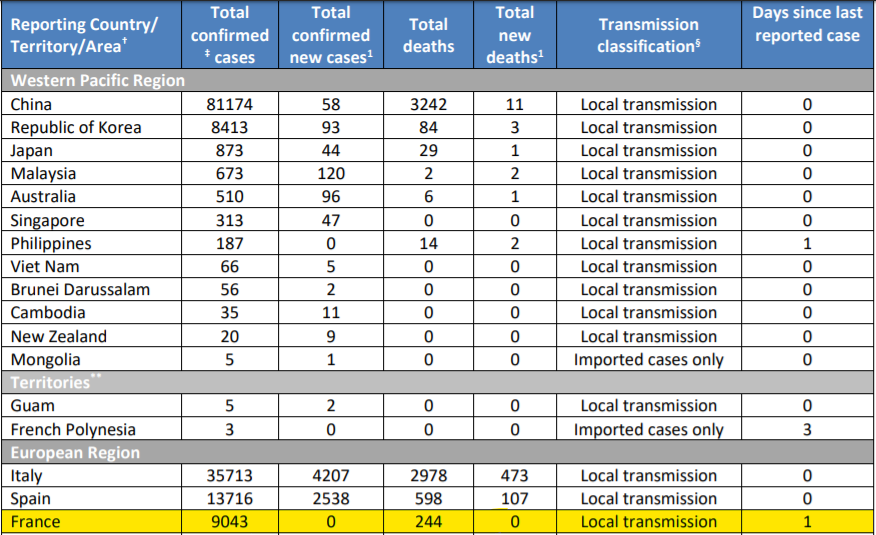 Reporting Country/ Territory/Area† Total confirmed ‡ cases Total confirmed new cases¹ Total deaths Total new deaths¹ Transmission classification§ Days since last reported case
Western Pacific Region
China 81174 58 3242 11 Local transmission 0
Republic of Korea 8413 93 84 3 Local transmission 0
Japan 873 44 29 1 Local transmission 0
Malaysia 673 120 2 2 Local transmission 0
Australia 510 96 6 1 Local transmission 0
Singapore 313 47 0 0 Local transmission 0
Philippines 187 0 14 2 Local transmission 1
Viet Nam 66 5 0 0 Local transmission 0
Brunei Darussalam 56 2 0 0 Local transmission 0
Cambodia 35 11 0 0 Local transmission 0
New Zealand 20 9 0 0 Local transmission 0
Mongolia 5 1 0 0 Imported cases only 0
Territories**
Guam 5 2 0 0 Local transmission 0
French Polynesia 3 0 0 0 Imported cases only 3
European Region
Italy 35713 4207 2978 473 Local transmission 0
Spain 13716 2538 598 107 Local transmission 0
France 9043 0 244 0 Local transmission 1